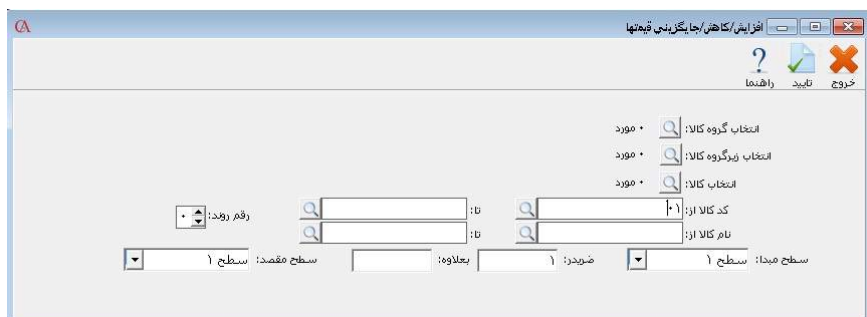 افزایش/کاهش/جایگزینی قیمتها
خروج تایید راهنما
انتخاب گروه کالا: ۰ مورد
انتخاب زیرگروه کالا: ۰ مورد
انتخاب کالا: ۰ مورد
کد کالا از: ۰۱ تا: رقم روند: ۰
نام کالا از: تا:
سطح مبدا: سطح ۱ ضربدر: ۱ بعلاوه: سطح مقصد: سطح ۱